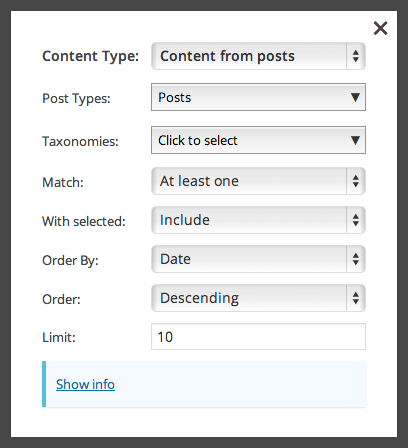 Content Type: Content from posts
Post Types: Posts
Taxonomies: Click to select
Match: At least one
With selected: Include
Order By: Date
Order: Descending
Limit: 10
Show info